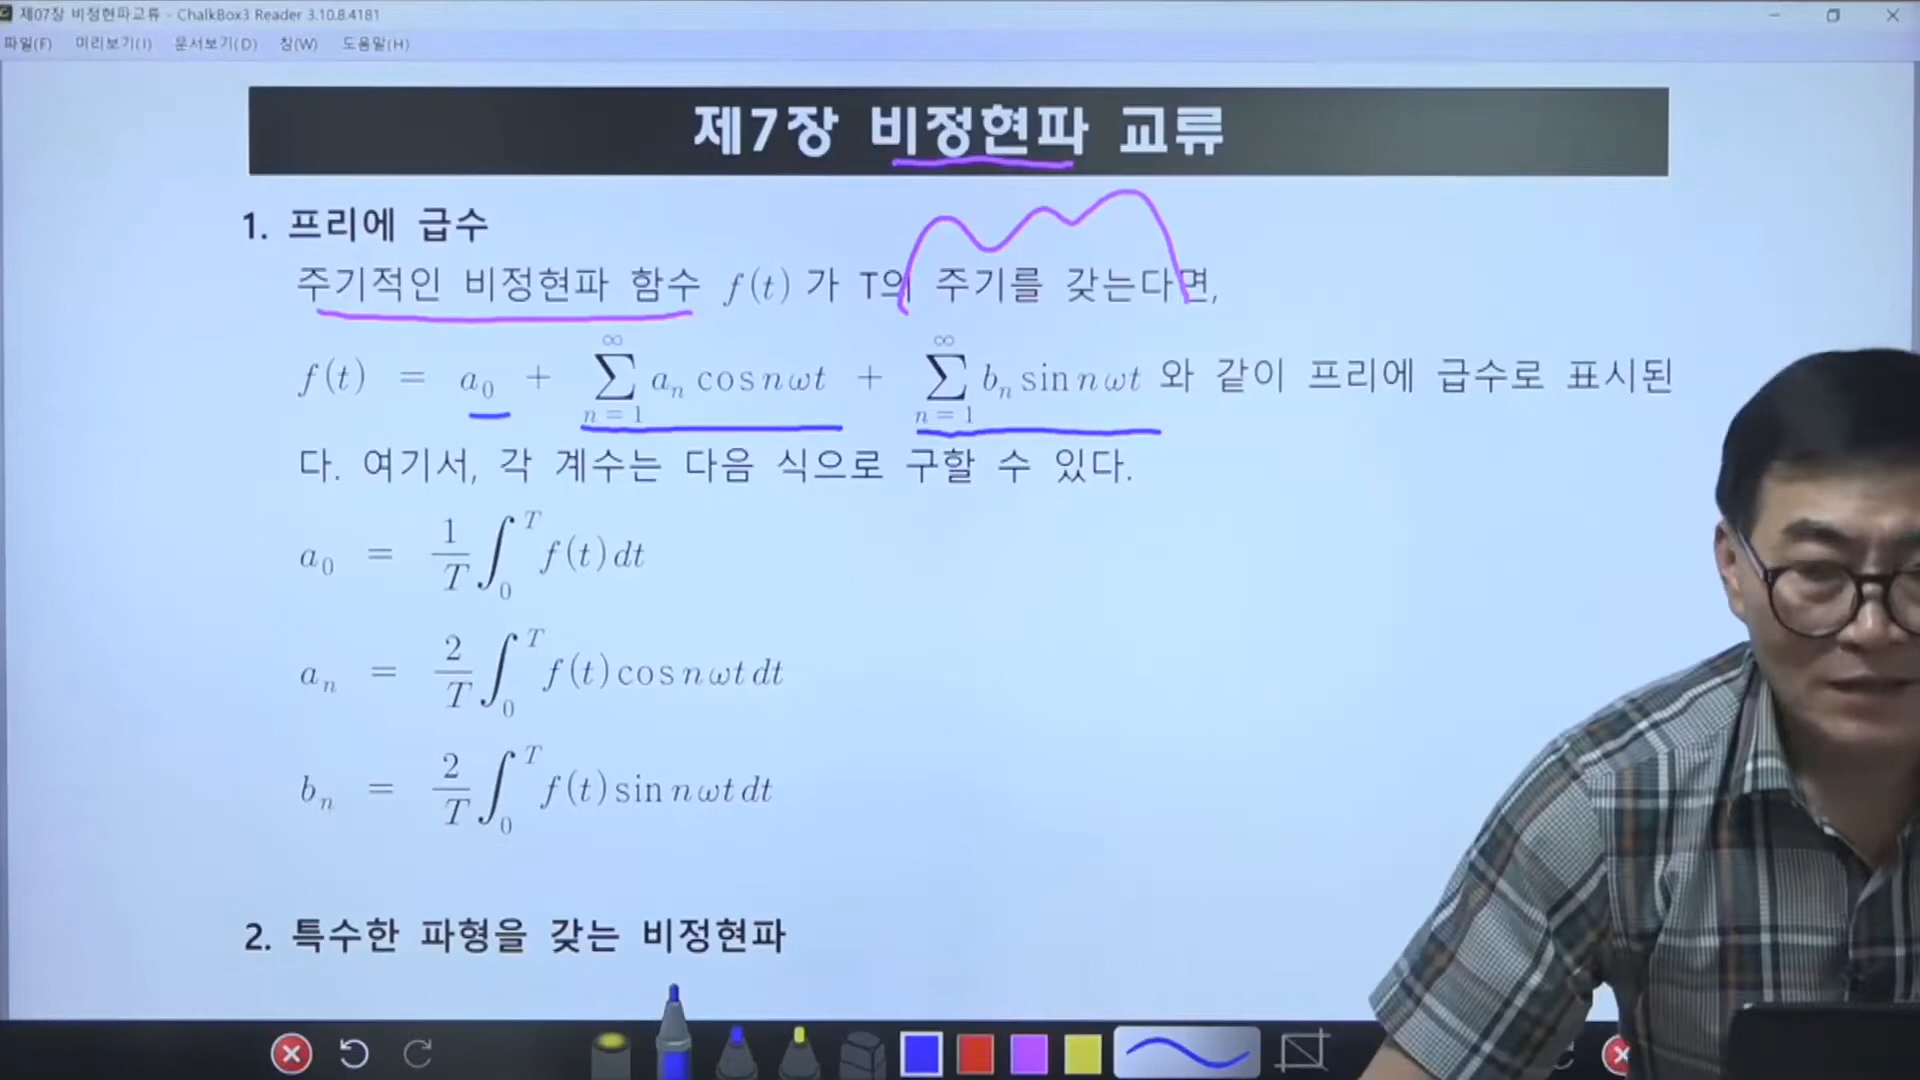 제07장 비정현파교류 - ChalkBox3 Reader 3.10.8.4181
파일(F) 미리보기(I) 문서보기(D) 창(W) 도움말(H)
제7장 비정현파 교류
1. 프리에 급수
주기적인 비정현파 함수 f(t) 가 T의 주기를 갖는다면,
f(t) = a₀ + ∑_{n=1}^{∞} aₙ cos nωt + ∑_{n=1}^{∞} bₙ sin nωt 와 같이 프리에 급수로 표시된
다. 여기서, 각 계수는 다음 식으로 구할 수 있다.
a₀ = 1/T ∫₀ᵀ f(t) dt
aₙ = 2/T ∫₀ᵀ f(t) cos nωt dt
bₙ = 2/T ∫₀ᵀ f(t) sin nωt dt
2. 특수한 파형을 갖는 비정현파